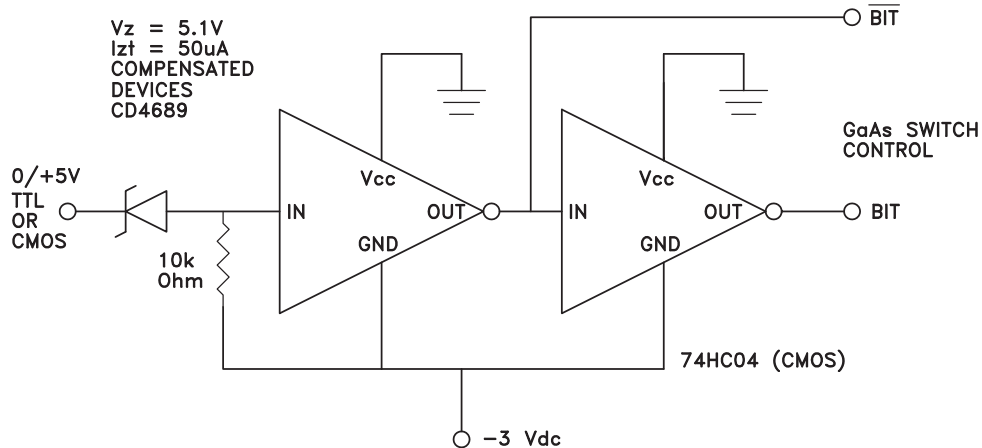 Vz = 5.1V
Izt = 50uA
COMPENSATED
DEVICES
CD4689
BIT
GaAs SWITCH
CONTROL
0/+5V
TTL
OR
CMOS
Vcc
Vcc
IN
OUT
IN
OUT
BIT
GND
GND
10k
Ohm
74HC04 (CMOS)
-3 Vdc